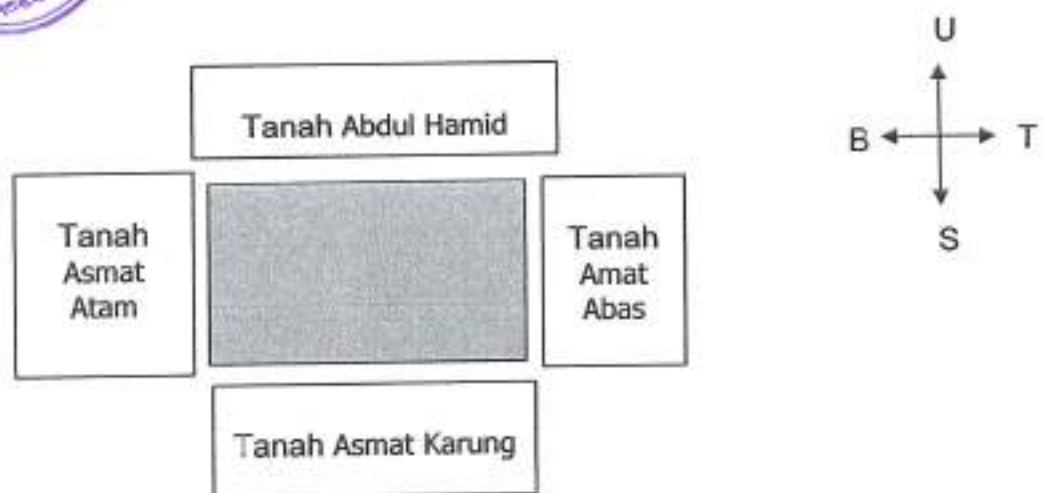 U
Tanah Abdul Hamid
B T
Tanah
Asmat
Atam
Tanah
Amat
Abas
S
Tanah Asmat Karung